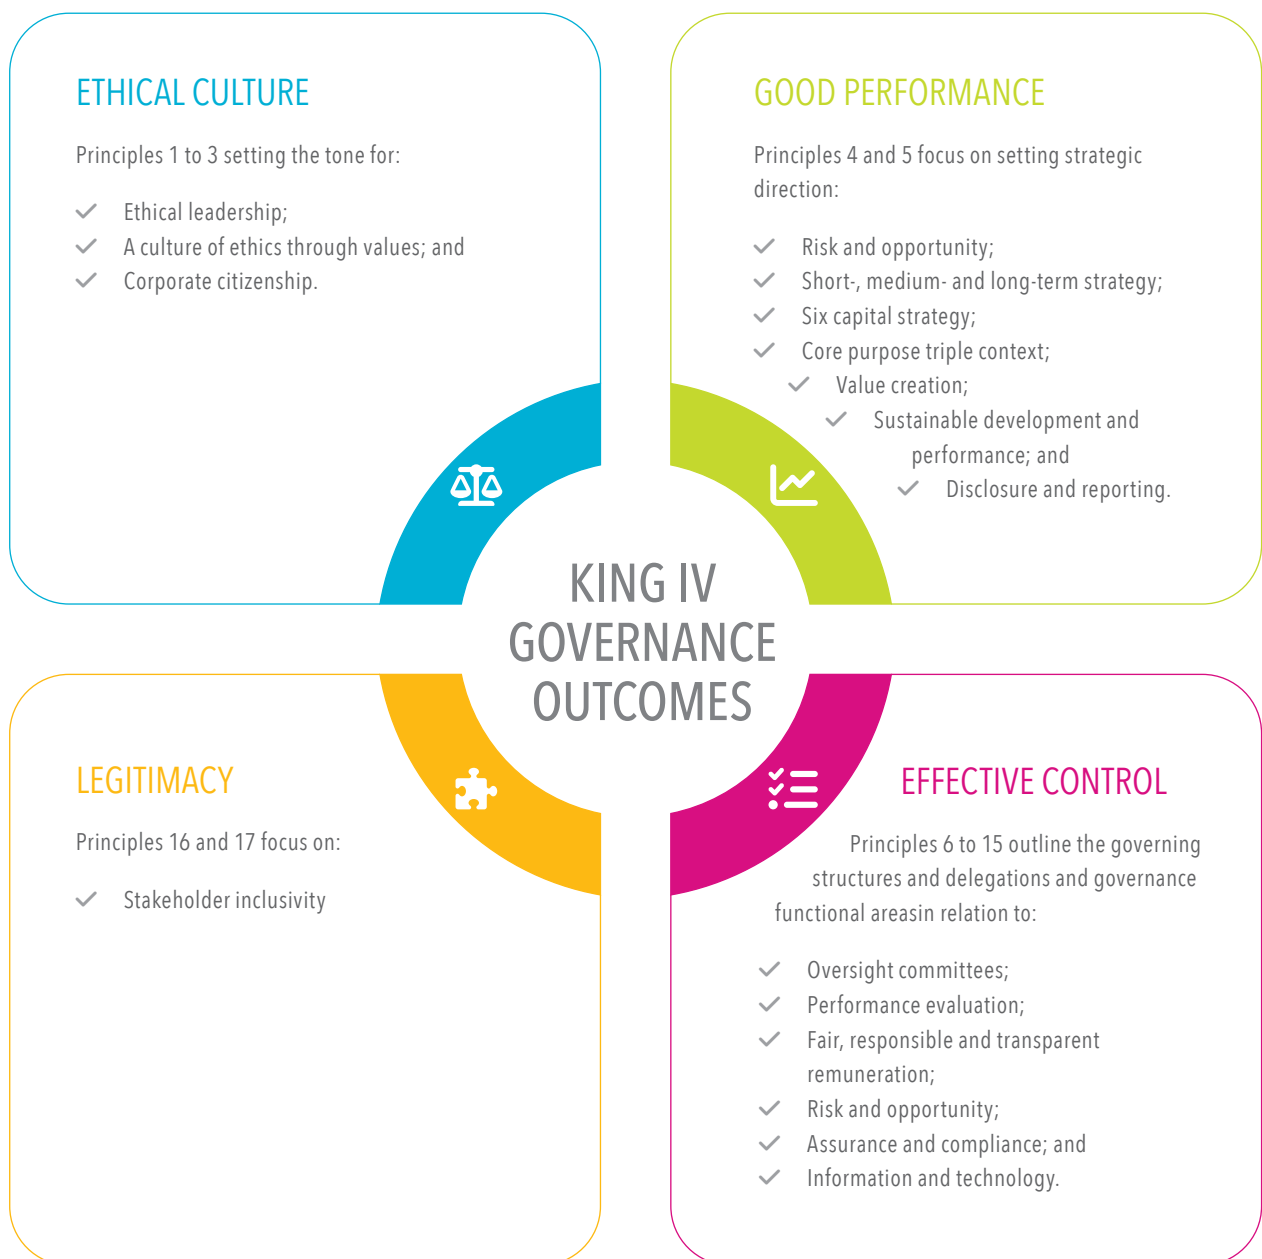 ETHICAL CULTURE
Principles 1 to 3 setting the tone for:
Ethical leadership;
A culture of ethics through values; and
Corporate citizenship.
GOOD PERFORMANCE
Principles 4 and 5 focus on setting strategic
direction:
Risk and opportunity;
Short-, medium- and long-term strategy;
Six capital strategy;
Core purpose triple context;
Value creation;
Sustainable development and
performance; and
Disclosure and reporting.
KING IV
GOVERNANCE
OUTCOMES
LEGITIMACY
Principles 16 and 17 focus on:
Stakeholder inclusivity
EFFECTIVE CONTROL
Principles 6 to 15 outline the governing
structures and delegations and governance
functional areasin relation to:
Oversight committees;
Performance evaluation;
Fair, responsible and transparent
remuneration;
Risk and opportunity;
Assurance and compliance; and
Information and technology.